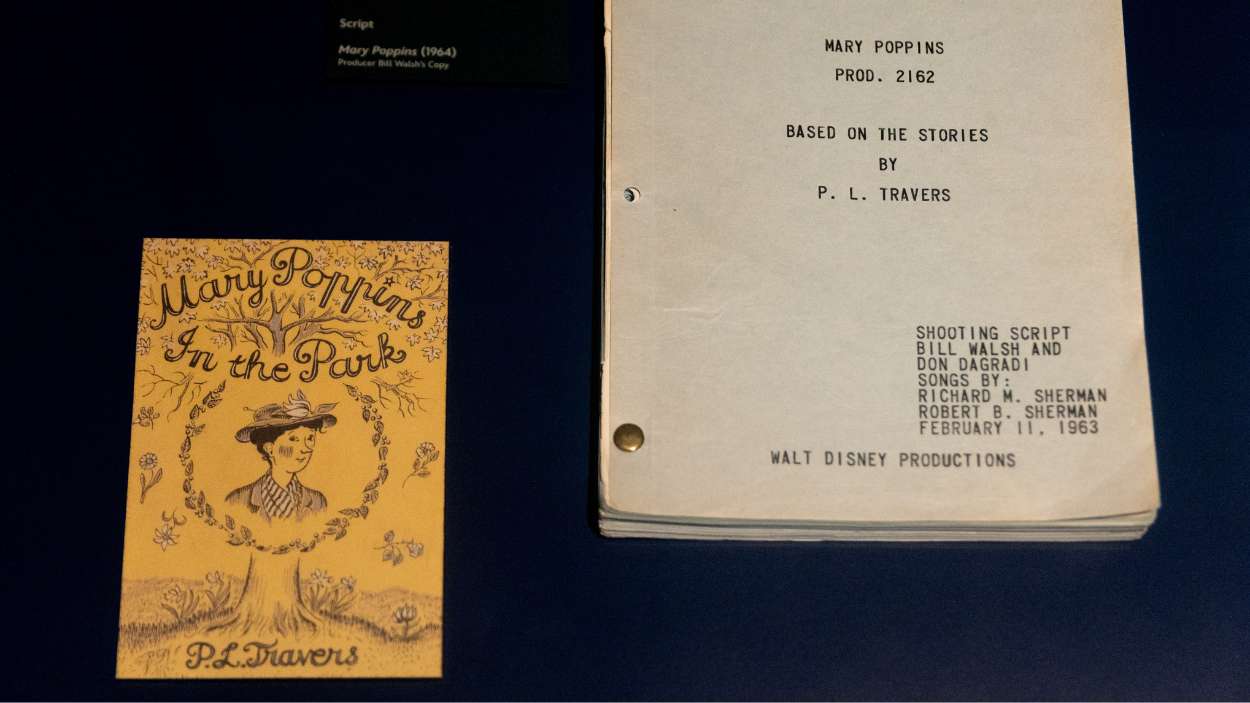 Script
Mary Poppins (1964)
Producer Bill Walsh's Copy
MARY POPPINS
PROD. 2162
BASED ON THE STORIES
BY
P. L. TRAVERS
SHOOTING SCRIPT
BILL WALSH AND
DON DAGRADI
SONGS BY:
RICHARD M. SHERMAN
ROBERT B. SHERMAN
FEBRUARY 11, 1963
WALT DISNEY PRODUCTIONS
Mary Poppins
In the Park
P.L.Travers